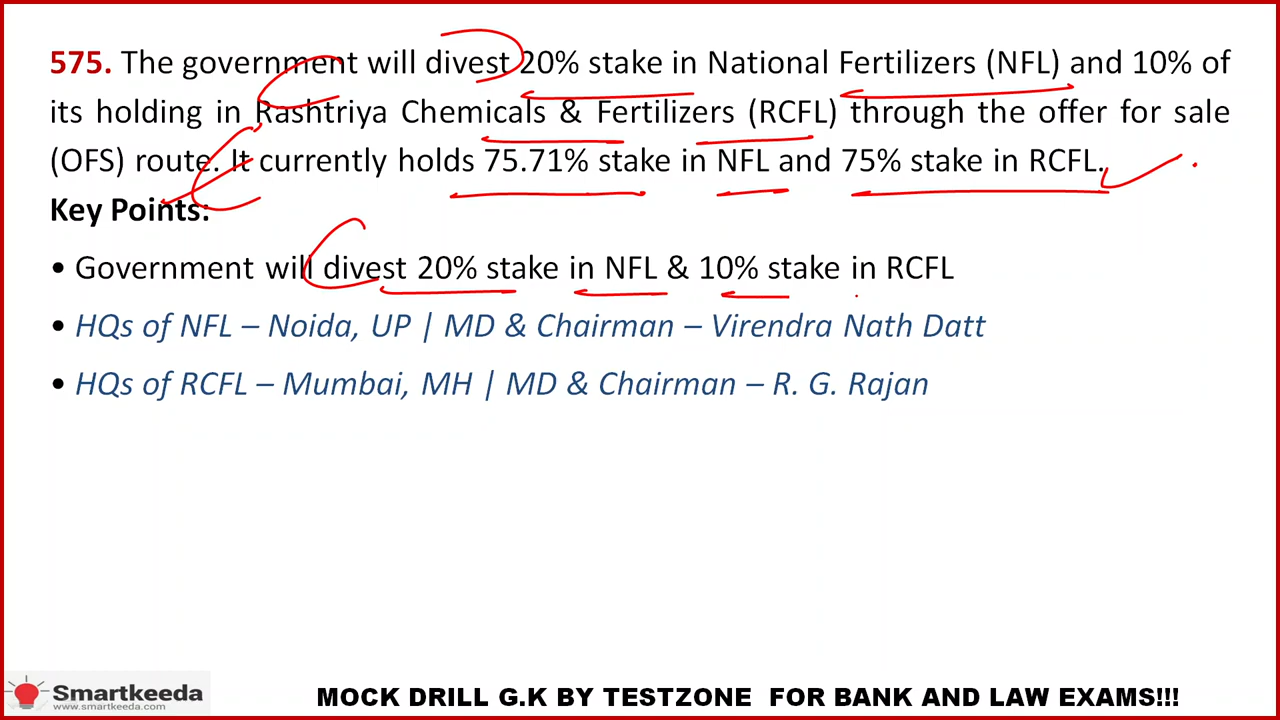 575. The government will divest 20% stake in National Fertilizers (NFL) and 10% of
its holding in Rashtriya Chemicals & Fertilizers (RCFL) through the offer for sale
(OFS) route. It currently holds 75.71% stake in NFL and 75% stake in RCFL.
Key Points:
• Government will divest 20% stake in NFL & 10% stake in RCFL
• HQs of NFL – Noida, UP | MD & Chairman – Virendra Nath Datt
• HQs of RCFL – Mumbai, MH | MD & Chairman – R. G. Rajan
Smartkeeda
www.smartkeeda.com
MOCK DRILL G.K BY TESTZONE FOR BANK AND LAW EXAMS!!!